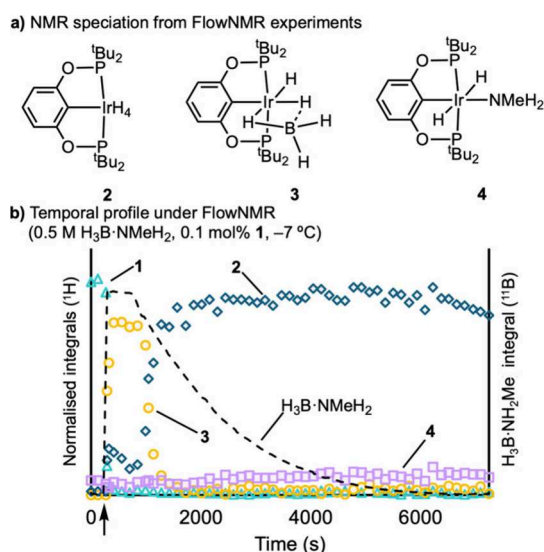 a) NMR speciation from FlowNMR experiments
tBu2
O P
IrH4
O P
tBu2
2
tBu2
O P
H
Ir H
H B H
O P H
tBu2
3
tBu2
O P
H
Ir NMeH2
H
O P
tBu2
4
b) Temporal profile under FlowNMR
(0.5 M H3B·NMeH2, 0.1 mol% 1, –7 ºC)
Normalised integrals (1H)
H3B·NH2Me integral (11B)
1
2
H3B·NMeH2
3
4
0 2000 4000 6000
Time (s)